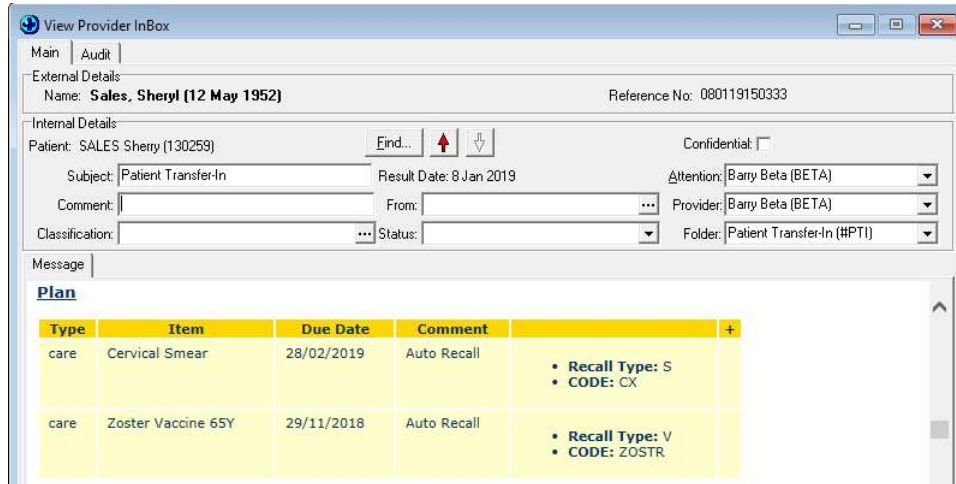 View Provider InBox
Main Audit
External Details
Name: Sales, Sheryl (12 May 1952) Reference No: 080119150333
Internal Details
Patient: SALES Sherry (130259) Find... Confidential:
Subject: Patient Transfer-In Result Date: 8 Jan 2019 Attention: Barry Beta (BETA)
Comment: From: ... Provider: Barry Beta (BETA)
Classification: ... Status: Folder: Patient Transfer-In (#PTI)
Message
Plan
Type Item Due Date Comment +
care Cervical Smear 28/02/2019 Auto Recall
• Recall Type: S
• CODE: CX
care Zoster Vaccine 65Y 29/11/2018 Auto Recall
• Recall Type: V
• CODE: ZOSTR